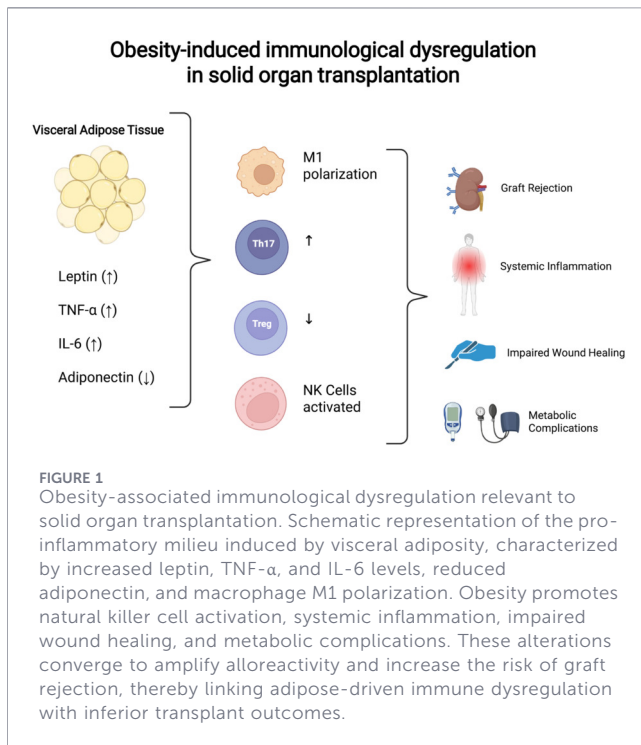 Obesity-induced immunological dysregulation
in solid organ transplantation
Visceral Adipose Tissue
Leptin (↑)
TNF-α (↑)
IL-6 (↑)
Adiponectin (↓)
M1
polarization
Th17
↑
Treg
↓
NK Cells
activated
Graft Rejection
Systemic Inflammation
Impaired Wound Healing
Metabolic
Complications
FIGURE 1
Obesity-associated immunological dysregulation relevant to
solid organ transplantation. Schematic representation of the pro-
inflammatory milieu induced by visceral adiposity, characterized
by increased leptin, TNF-α, and IL-6 levels, reduced
adiponectin, and macrophage M1 polarization. Obesity promotes
natural killer cell activation, systemic inflammation, impaired
wound healing, and metabolic complications. These alterations
converge to amplify alloreactivity and increase the risk of graft
rejection, thereby linking adipose-driven immune dysregulation
with inferior transplant outcomes.